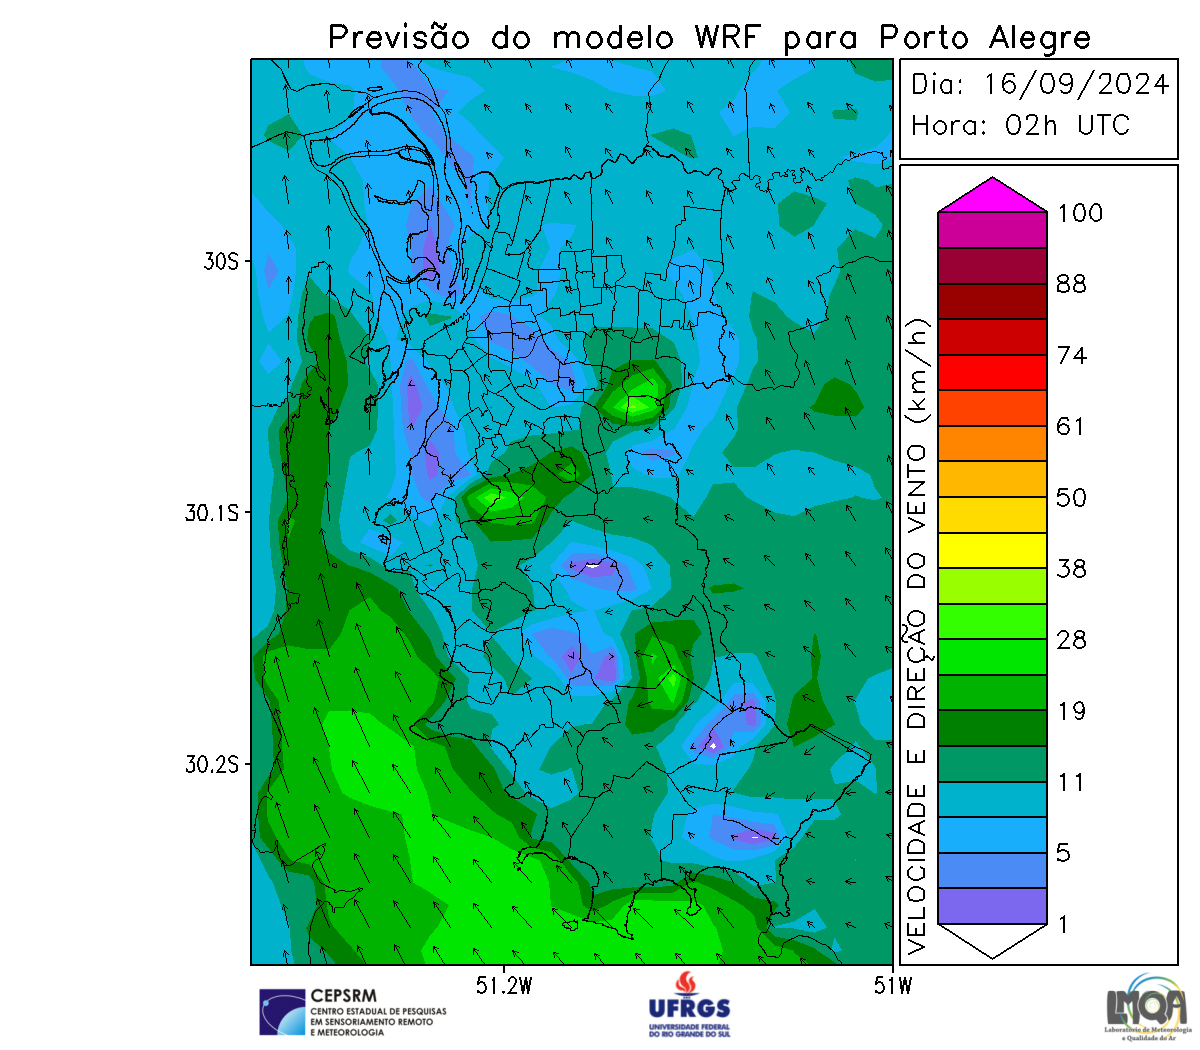 Previsão do modelo WRF para Porto Alegre
Dia: 16/09/2024
Hora: 02h UTC
30S
30.1S
30.2S
51.2W
51W
VELOCIDADE E DIREÇÃO DO VENTO (km/h)
100
88
74
61
50
38
28
19
11
5
1
CEPSRM
CENTRO ESTADUAL DE PESQUISAS
EM SENSORIAMENTO REMOTO
E METEOROLOGIA
UFRGS
UNIVERSIDADE FEDERAL
DO RIO GRANDE DO SUL
LMQA
Laboratório de Meteorologia
e Qualidade do Ar